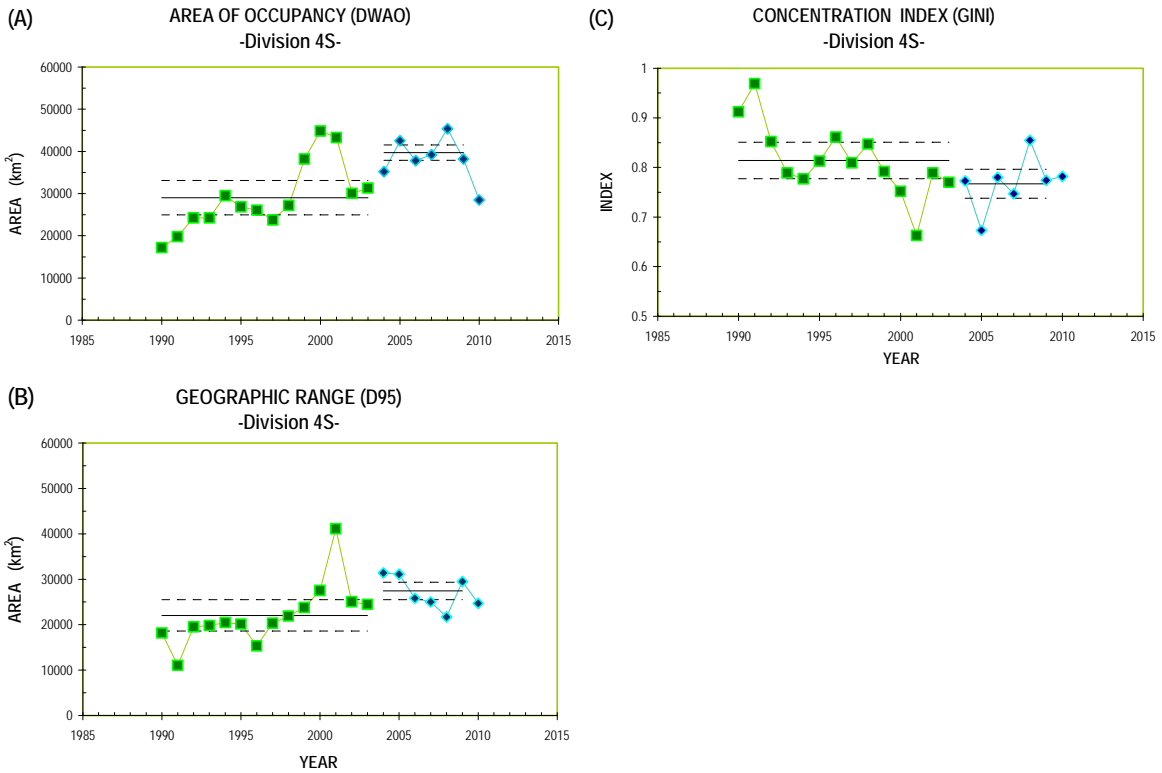 (A)
AREA OF OCCUPANCY (DWAO)
-Division 4S-
60000
50000
40000
30000
20000
10000
0
AREA (km²)
1985 1990 1995 2000 2005 2010 2015
(B)
GEOGRAPHIC RANGE (D95)
-Division 4S-
60000
50000
40000
30000
20000
10000
0
AREA (km²)
1985 1990 1995 2000 2005 2010 2015
YEAR
(C)
CONCENTRATION INDEX (GINI)
-Division 4S-
1
0.9
0.8
0.7
0.6
0.5
INDEX
1985 1990 1995 2000 2005 2010 2015
YEAR